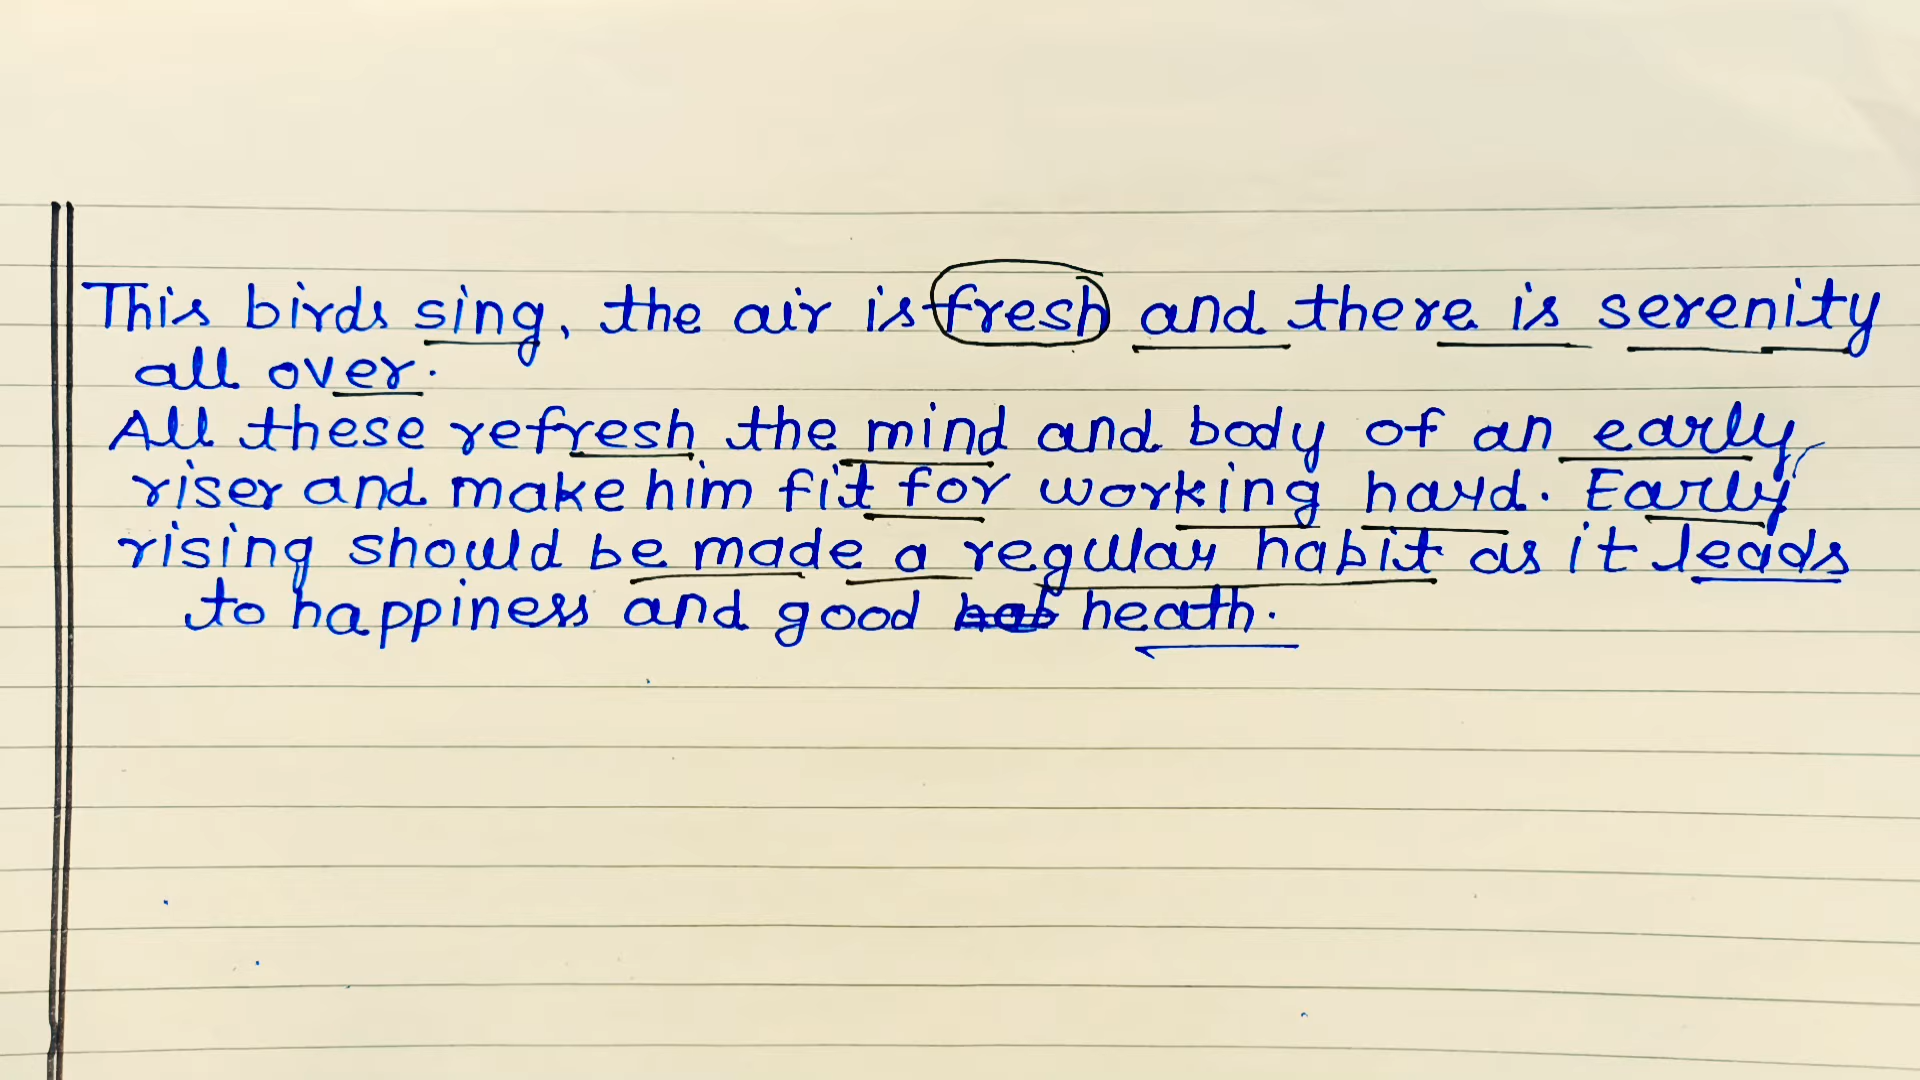 This birds sing, the air is fresh and there is serenity
all over.
All these refresh the mind and body of an early
riser and make him fit for working hard. Early
rising should be made a regular habit as it leads
to happiness and good heath.